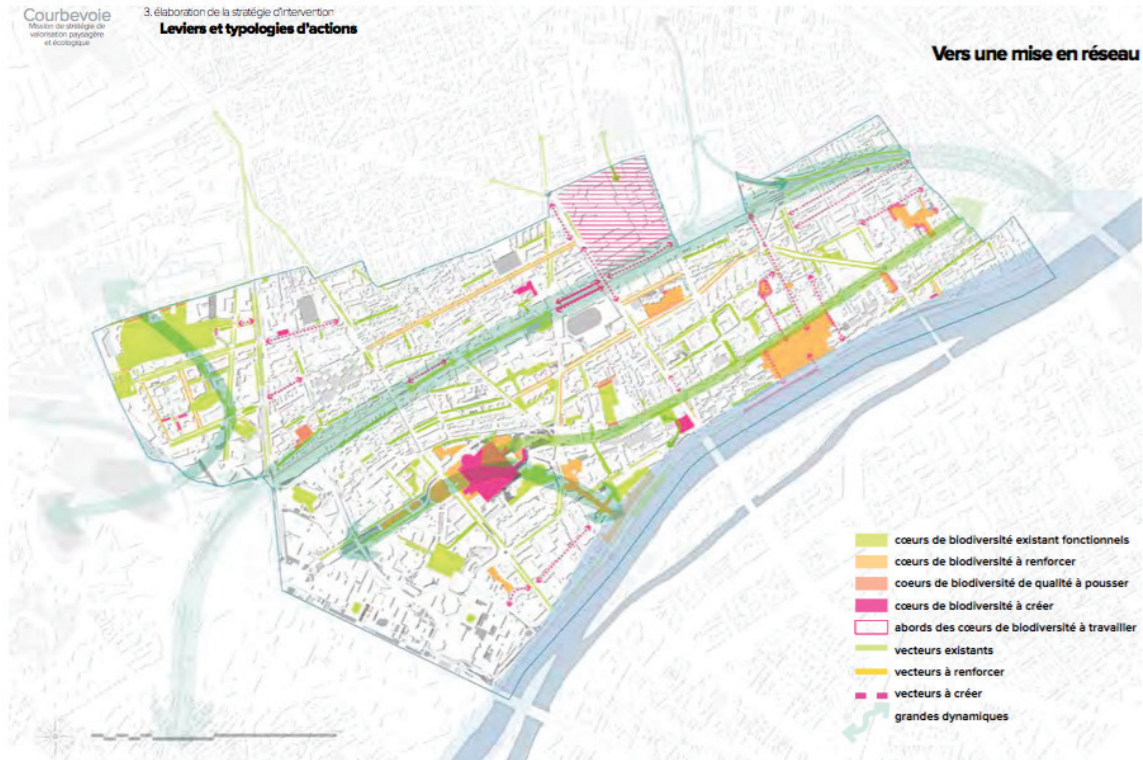 Courbevoie
Mission de stratégie de
valorisation paysagère
et écologique
3. élaboration de la stratégie d'intervention
Leviers et typologies d'actions
Vers une mise en réseau
cœurs de biodiversité existant fonctionnels
cœurs de biodiversité à renforcer
coeurs de biodiversité de qualité à pousser
cœurs de biodiversité à créer
abords des cœurs de biodiversité à travailler
vecteurs existants
vecteurs à renforcer
vecteurs à créer
grandes dynamiques